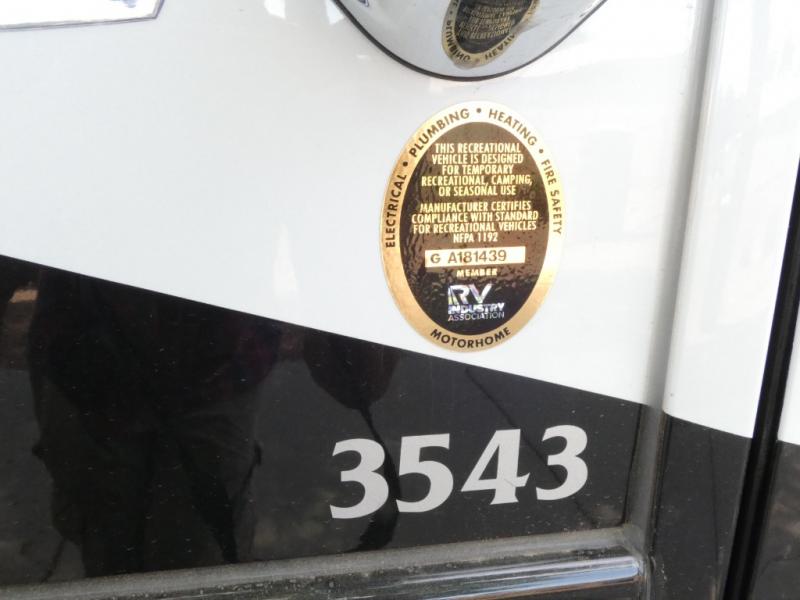 ELECTRICAL • PLUMBING • HEATING • FIRE SAFETY
THIS RECREATIONAL
VEHICLE IS DESIGNED
FOR TEMPORARY
RECREATIONAL, CAMPING,
OR SEASONAL USE
MANUFACTURER CERTIFIES
COMPLIANCE WITH STANDARD
FOR RECREATIONAL VEHICLES
NFPA 1192
G A181439
MEMBER
RV
INDUSTRY
ASSOCIATION
MOTORHOME
3543